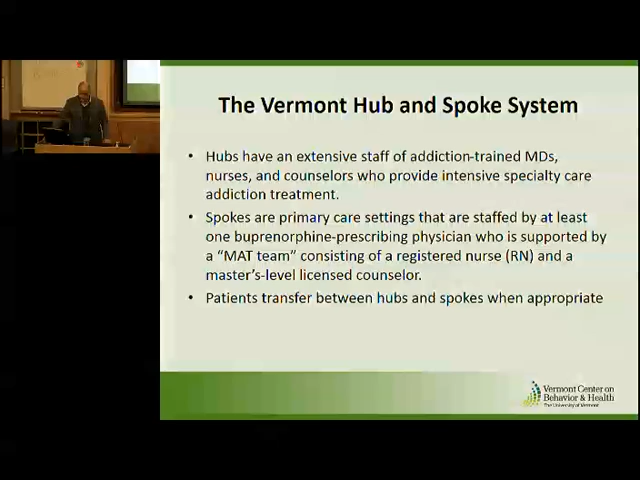 The Vermont Hub and Spoke System
• Hubs have an extensive staff of addiction-trained MDs,
nurses, and counselors who provide intensive specialty care
addiction treatment.
• Spokes are primary care settings that are staffed by at least
one buprenorphine-prescribing physician who is supported by
a “MAT team” consisting of a registered nurse (RN) and a
master’s-level licensed counselor.
• Patients transfer between hubs and spokes when appropriate
Vermont Center on
Behavior & Health
The University of Vermont